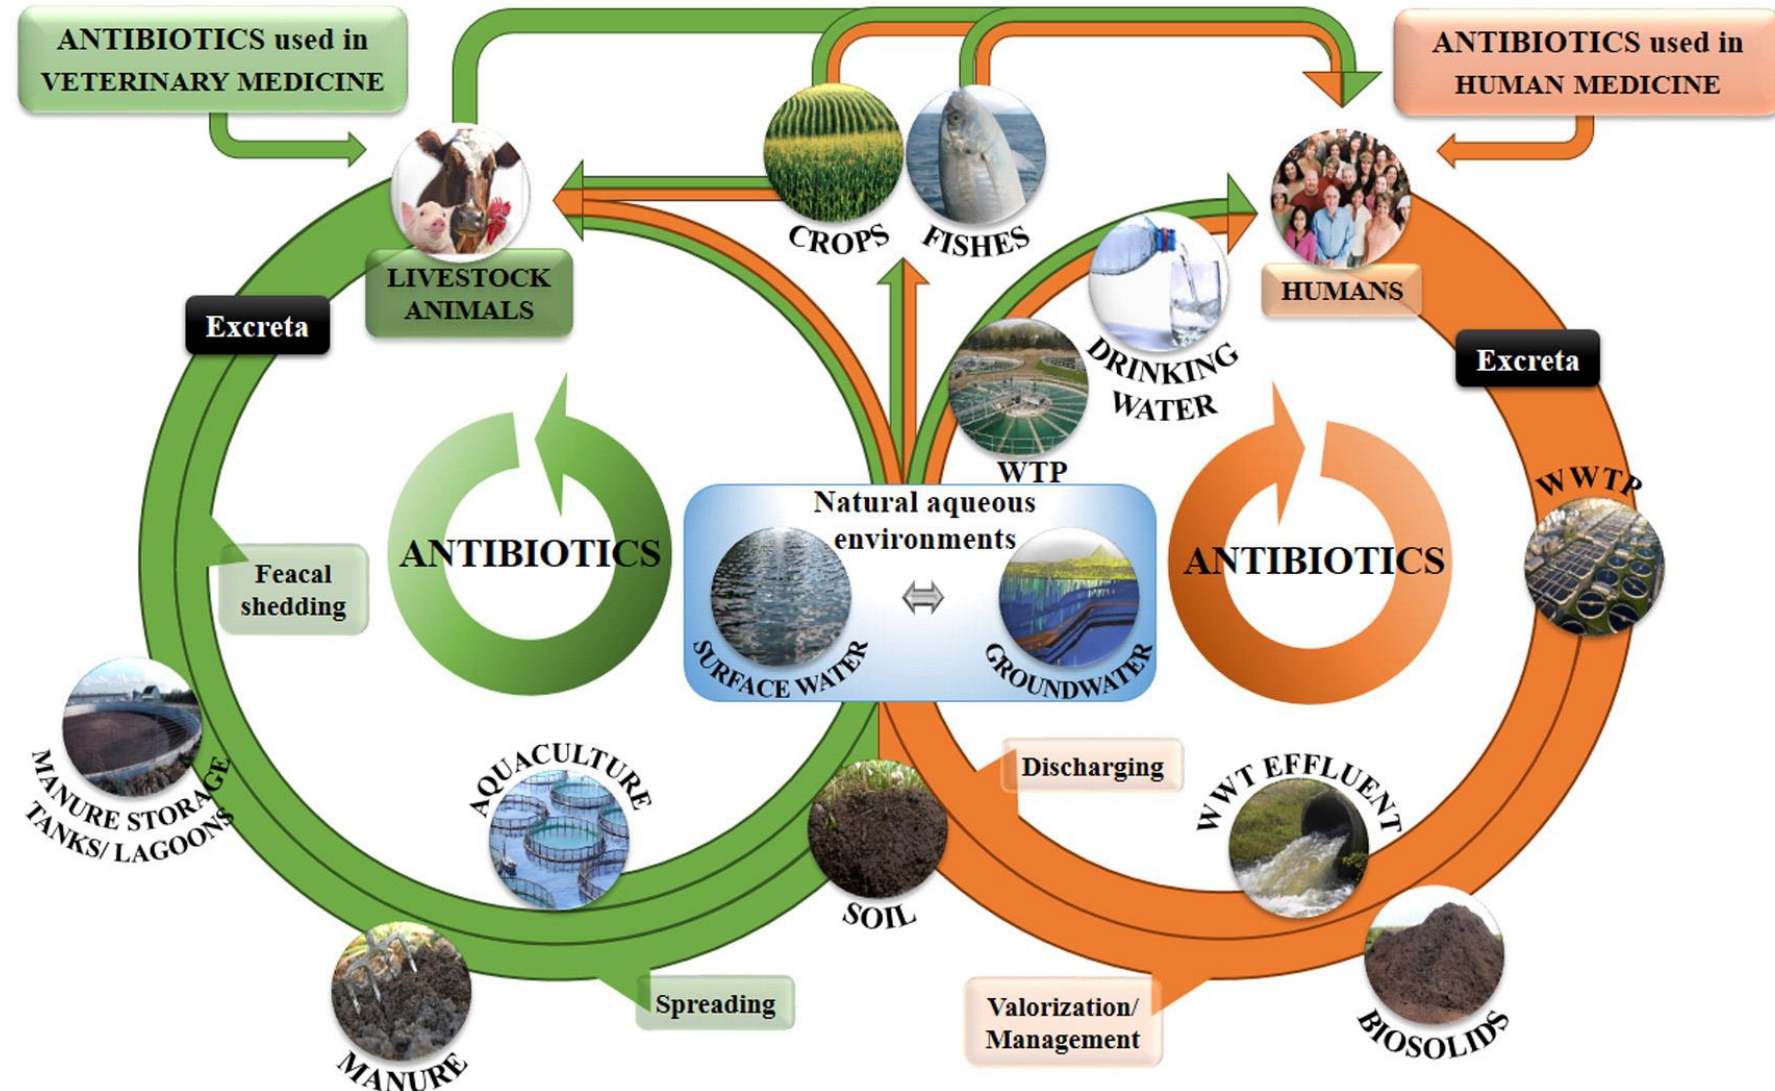 ANTIBIOTICS used in
VETERINARY MEDICINE
ANTIBIOTICS used in
HUMAN MEDICINE
CROPS
FISHES
LIVESTOCK
ANIMALS
HUMANS
Excreta
Excreta
DRINKING
WATER
WTP
WWTP
Natural aqueous
environments
SURFACE WATER
GROUNDWATER
ANTIBIOTICS
ANTIBIOTICS
Feacal
shedding
MANURE STORAGE
TANKS/ LAGOONS
AQUACULTURE
Discharging
WWT EFFLUENT
SOIL
Spreading
Valorization/
Management
MANURE
BIOSOLIDS